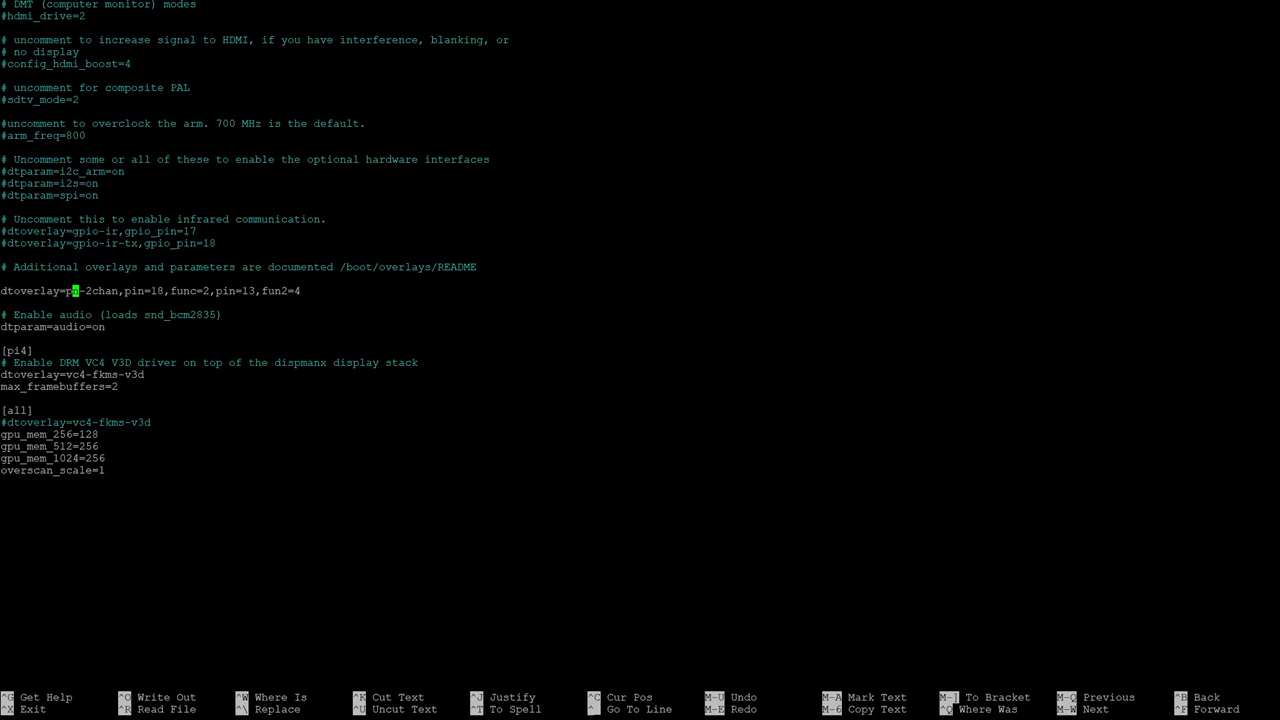 # DMT (computer monitor) modes
#hdmi_drive=2
# uncomment to increase signal to HDMI, if you have interference, blanking, or
# no display
#config_hdmi_boost=4
# uncomment for composite PAL
#sdtv_mode=2
#uncomment to overclock the arm. 700 MHz is the default.
#arm_freq=800
# Uncomment some or all of these to enable the optional hardware interfaces
#dtparam=i2c_arm=on
#dtparam=i2s=on
#dtparam=spi=on
# Uncomment this to enable infrared communication.
#dtoverlay=gpio-ir,gpio_pin=17
#dtoverlay=gpio-ir-tx,gpio_pin=18
# Additional overlays and parameters are documented /boot/overlays/README
dtoverlay=pm-2chan,pin=18,func=2,pin=13,fun2=4
# Enable audio (loads snd_bcm2835)
dtparam=audio=on
[pi4]
# Enable DRM VC4 V3D driver on top of the dispmanx display stack
dtoverlay=vc4-fkms-v3d
max_framebuffers=2
[all]
#dtoverlay=vc4-fkms-v3d
gpu_mem_256=128
gpu_mem_512=256
gpu_mem_1024=256
overscan_scale=1
^G Get Help ^O Write Out ^W Where Is ^K Cut Text ^J Justify ^C Cur Pos M-U Undo M-A Mark Text M-] To Bracket M-Q Previous ^B Back
^X Exit ^R Read File ^\ Replace ^U Uncut Text ^T To Spell ^_ Go To Line M-E Redo M-6 Copy Text ^Q Where Was M-W Next ^F Forward